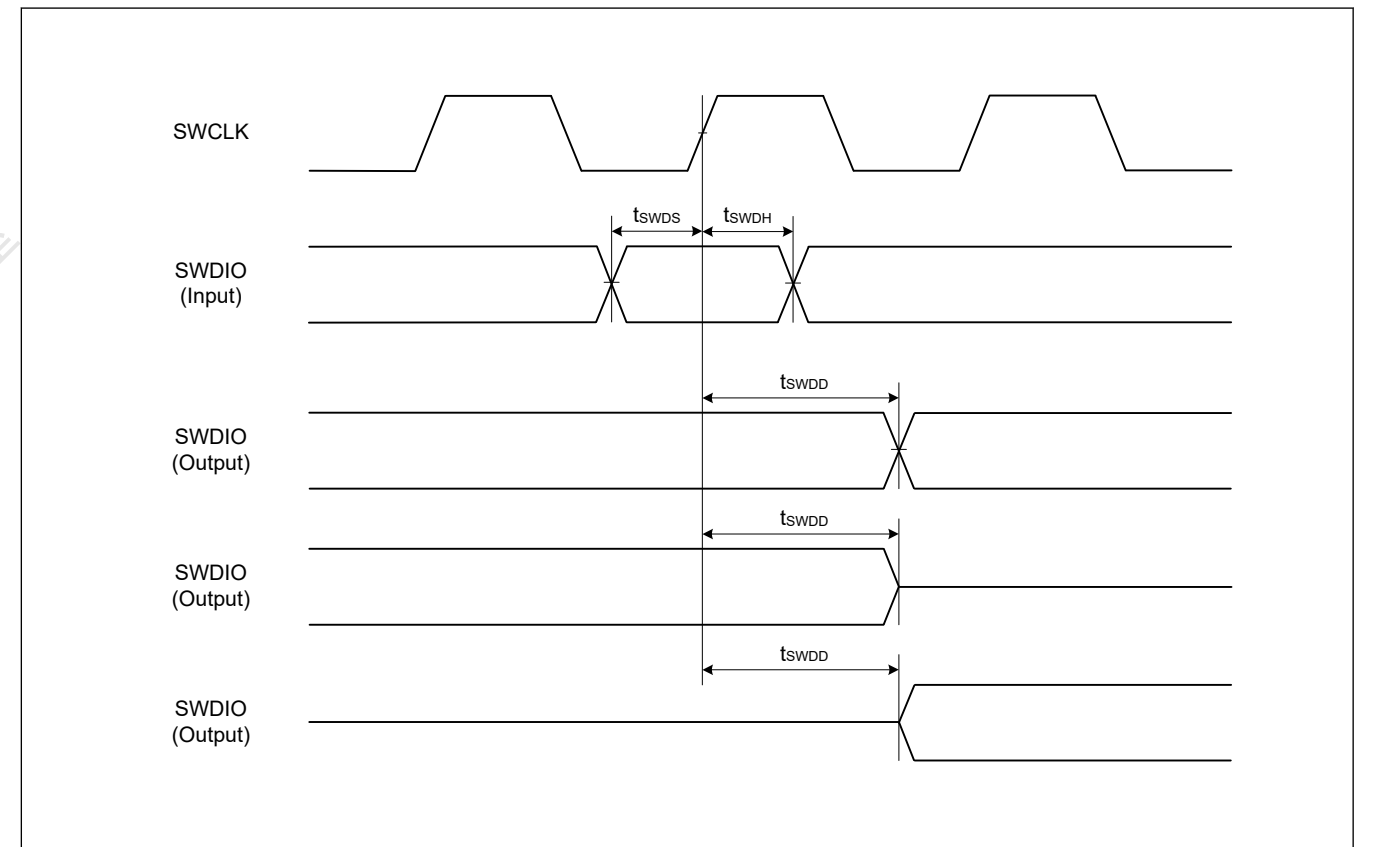 SWCLK
tSWDS
tSWDH
SWDIO
(Input)
tSWDD
SWDIO
(Output)
tSWDD
SWDIO
(Output)
tSWDD
SWDIO
(Output)